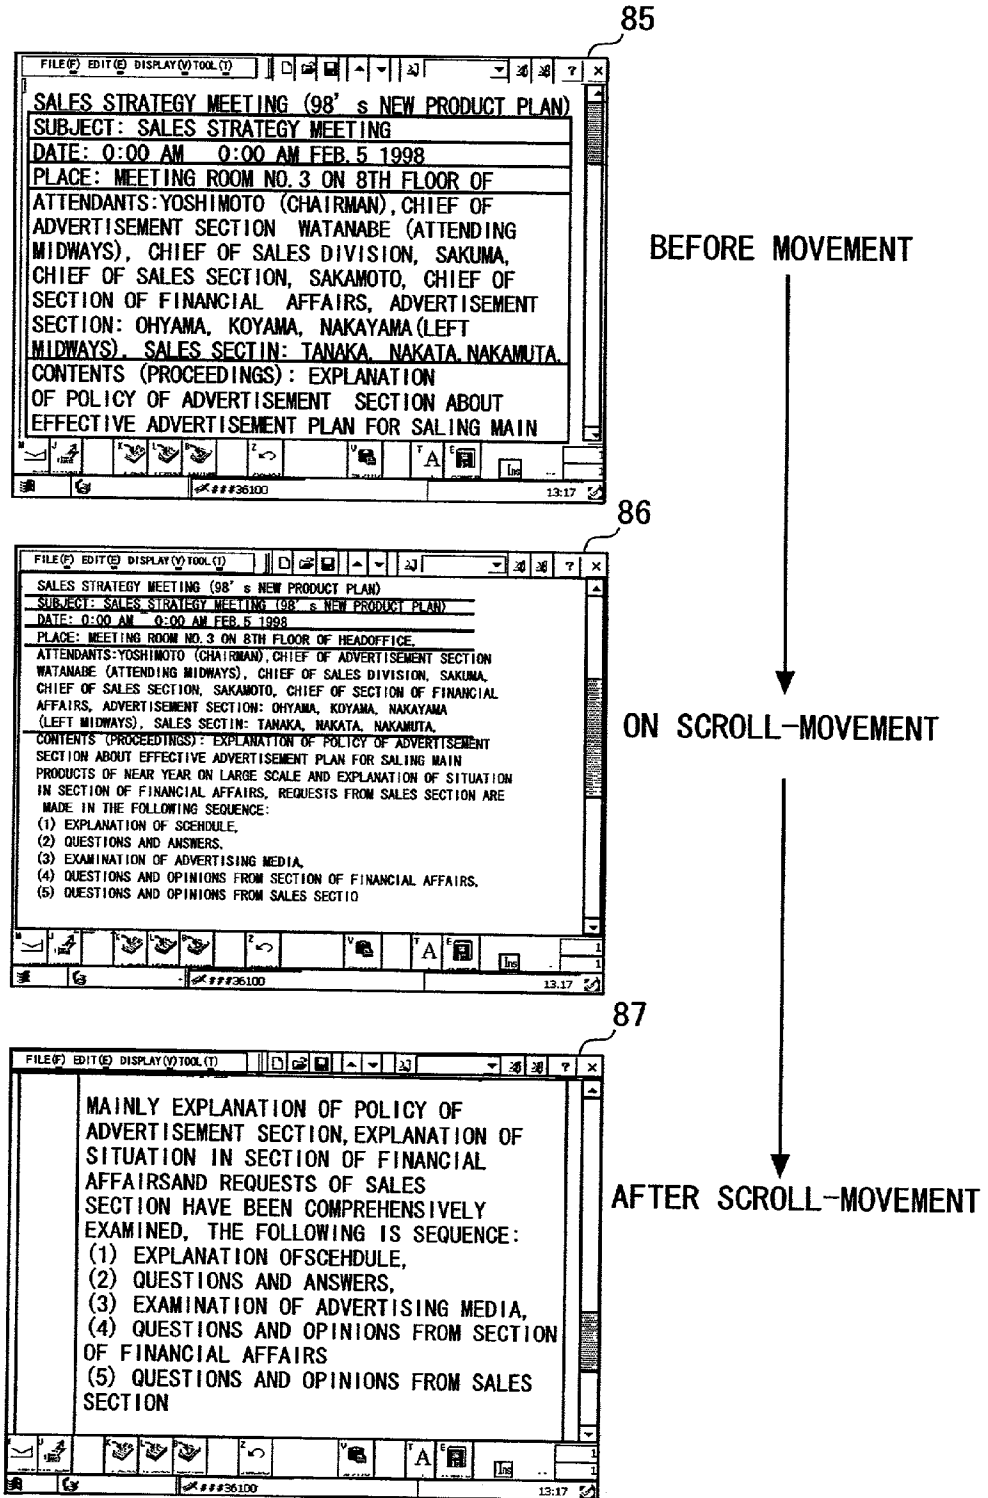 85
FILE(F) EDIT(E) DISPLAY(V) TOOL(T)
?
SALES STRATEGY MEETING (98' s NEW PRODUCT PLAN)
SUBJECT: SALES STRATEGY MEETING
DATE: 0:00 AM 0:00 AM FEB. 5 1998
PLACE: MEETING ROOM NO. 3 ON 8TH FLOOR OF
ATTENDANTS:YOSHIMOTO (CHAIRMAN), CHIEF OF
ADVERTISEMENT SECTION WATANABE (ATTENDING
MIDWAYS), CHIEF OF SALES DIVISION, SAKUMA,
CHIEF OF SALES SECTION, SAKAMOTO, CHIEF OF
SECTION OF FINANCIAL AFFAIRS, ADVERTISEMENT
SECTION: OHYAMA, KOYAMA, NAKAYAMA(LEFT
MIDWAYS), SALES SECTIN: TANAKA, NAKATA. NAKAMUTA.
CONTENTS (PROCEEDINGS): EXPLANATION
OF POLICY OF ADVERTISEMENT SECTION ABOUT
EFFECTIVE ADVERTISEMENT PLAN FOR SALING MAIN
Z V T A E Ins
###36100
13:17
BEFORE MOVEMENT
86
FILE(F) EDIT(E) DISPLAY(V) TOOL(T)
?
SALES STRATEGY MEETING (98' s NEW PRODUCT PLAN)
SUBJECT: SALES STRATEGY MEETING (98' s NEW PRODUCT PLAN)
DATE: 0:00 AM 0:00 AM FEB. 5 1998
PLACE: MEETING ROOM NO. 3 ON 8TH FLOOR OF HEADOFFICE,
ATTENDANTS:YOSHIMOTO (CHAIRMAN), CHIEF OF ADVERTISEMENT SECTION
WATANABE (ATTENDING MIDWAYS), CHIEF OF SALES DIVISION, SAKUMA,
CHIEF OF SALES SECTION, SAKAMOTO, CHIEF OF SECTION OF FINANCIAL
AFFAIRS, ADVERTISEMENT SECTION: OHYAMA, KOYAMA, NAKAYAMA
(LEFT MIDWAYS), SALES SECTIN: TANAKA, NAKATA, NAKAMUTA,
CONTENTS (PROCEEDINGS): EXPLANATION OF POLICY OF ADVERTISEMENT
SECTION ABOUT EFFECTIVE ADVERTISEMENT PLAN FOR SALING MAIN
PRODUCTS OF NEAR YEAR ON LARGE SCALE AND EXPLANATION OF SITUATION
IN SECTION OF FINANCIAL AFFAIRS, REQUESTS FROM SALES SECTION ARE
MADE IN THE FOLLOWING SEQUENCE:
(1) EXPLANATION OF SCEHDULE,
(2) QUESTIONS AND ANSWERS,
(3) EXAMINATION OF ADVERTISING MEDIA,
(4) QUESTIONS AND OPINIONS FROM SECTION OF FINANCIAL AFFAIRS,
(5) QUESTIONS AND OPINIONS FROM SALES SECTIO
Z V T A E Ins
###36100
13.17
ON SCROLL-MOVEMENT
87
FILE(F) EDIT(E) DISPLAY(V) TOOL(T)
?
MAINLY EXPLANATION OF POLICY OF
ADVERTISEMENT SECTION, EXPLANATION OF
SITUATION IN SECTION OF FINANCIAL
AFFAIRSAND REQUESTS OF SALES
SECTION HAVE BEEN COMPREHENSIVELY
EXAMINED, THE FOLLOWING IS SEQUENCE:
(1) EXPLANATION OFSCEHDULE,
(2) QUESTIONS AND ANSWERS,
(3) EXAMINATION OF ADVERTISING MEDIA,
(4) QUESTIONS AND OPINIONS FROM SECTION
OF FINANCIAL AFFAIRS
(5) QUESTIONS AND OPINIONS FROM SALES
SECTION
Z V T A E Ins
###36100
13:17
AFTER SCROLL-MOVEMENT